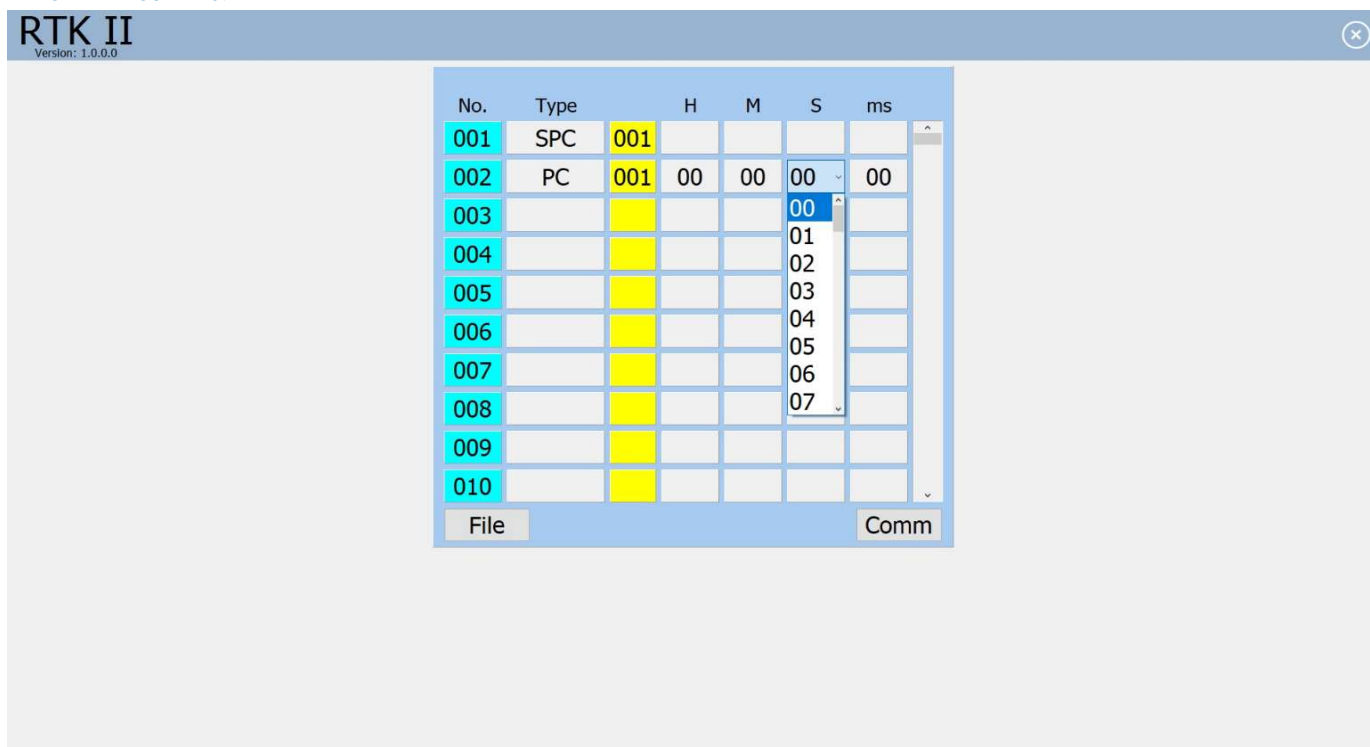 RTK II
Version: 1.0.0.0
No. Type H M S ms
001 SPC 001
002 PC 001 00 00 00 00
003 00
004 01
005 02
006 03
007 04
008 05
009 06
010 07
File Comm